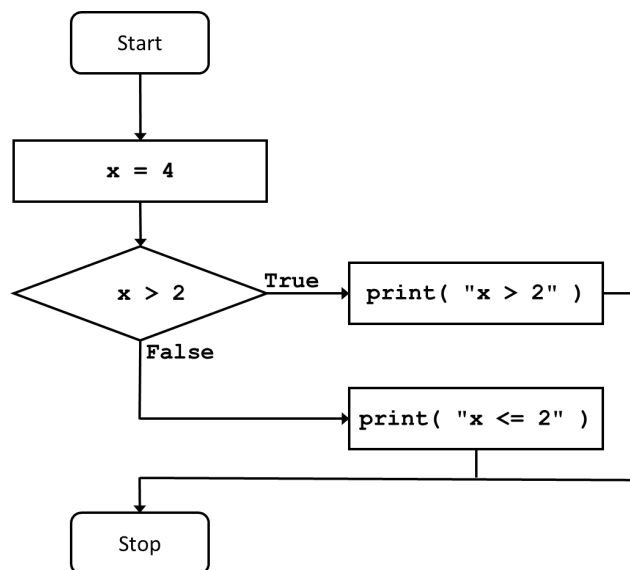 Start
x = 4
x > 2
True
print( "x > 2" )
False
print( "x <= 2" )
Stop